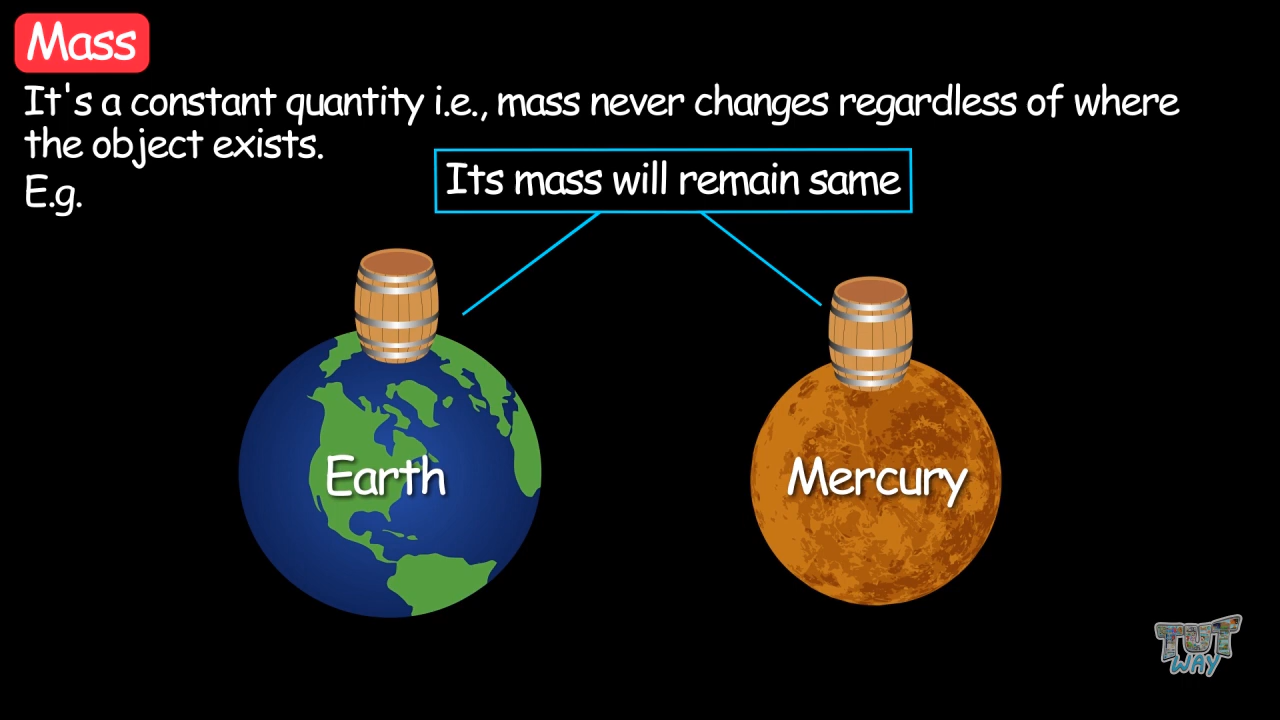 Mass
It's a constant quantity i.e., mass never changes regardless of where
the object exists.
E.g.
Its mass will remain same
Earth
Mercury
TUT
WAY